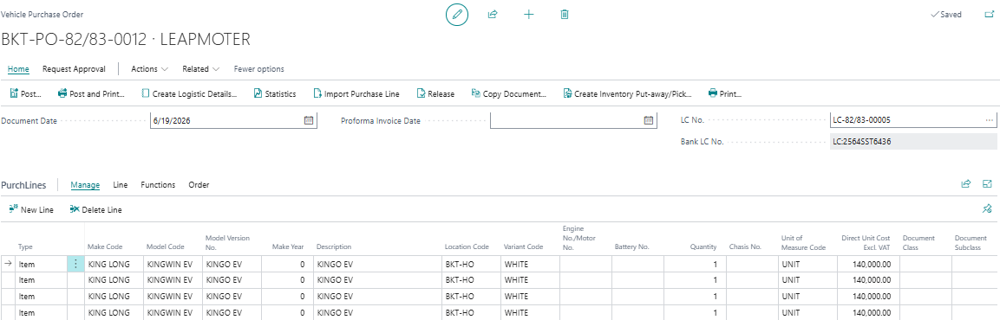 Vehicle Purchase Order
Saved
BKT-PO-82/83-0012 · LEAPMOTER
Home Request Approval Actions Related Fewer options
Post... Post and Print... Create Logistic Details... Statistics Import Purchase Line Release Copy Document... Create Inventory Put-away/Pick... Print...
Document Date 6/19/2026 Proforma Invoice Date LC No. LC-82/83-00005 ...
Bank LC No. LC:2564SST6436
PurchLines Manage Line Functions Order
New Line Delete Line
Type Make Code Model Code Model Version No. Make Year Description Location Code Variant Code Engine No./Motor No. Battery No. Quantity Chasis No. Unit of Measure Code Direct Unit Cost Excl. VAT Document Class Document Subclass
Item KING LONG KINGWIN EV KINGO EV 0 KINGO EV BKT-HO WHITE 1 UNIT 140,000.00
Item KING LONG KINGWIN EV KINGO EV 0 KINGO EV BKT-HO WHITE 1 UNIT 140,000.00
Item KING LONG KINGWIN EV KINGO EV 0 KINGO EV BKT-HO WHITE 1 UNIT 140,000.00
Item KING LONG KINGWIN EV KINGO EV 0 KINGO EV BKT-HO WHITE 1 UNIT 140,000.00